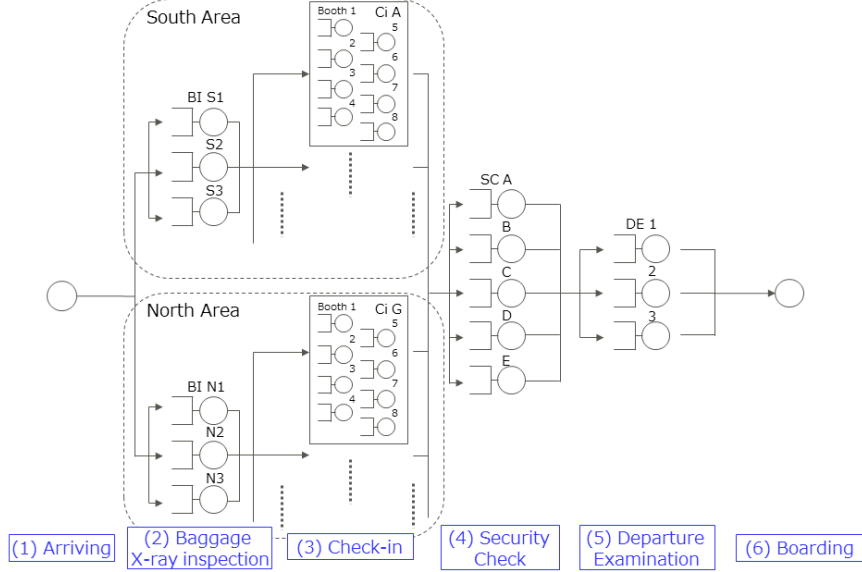 South Area
Booth 1
Ci A
2
3
4
5
6
7
8
BI S1
S2
S3
North Area
Booth 1
Ci G
2
3
4
5
6
7
8
BI N1
N2
N3
SC A
B
C
D
E
DE 1
2
3
(1) Arriving
(2) Baggage
X-ray inspection
(3) Check-in
(4) Security
Check
(5) Departure
Examination
(6) Boarding